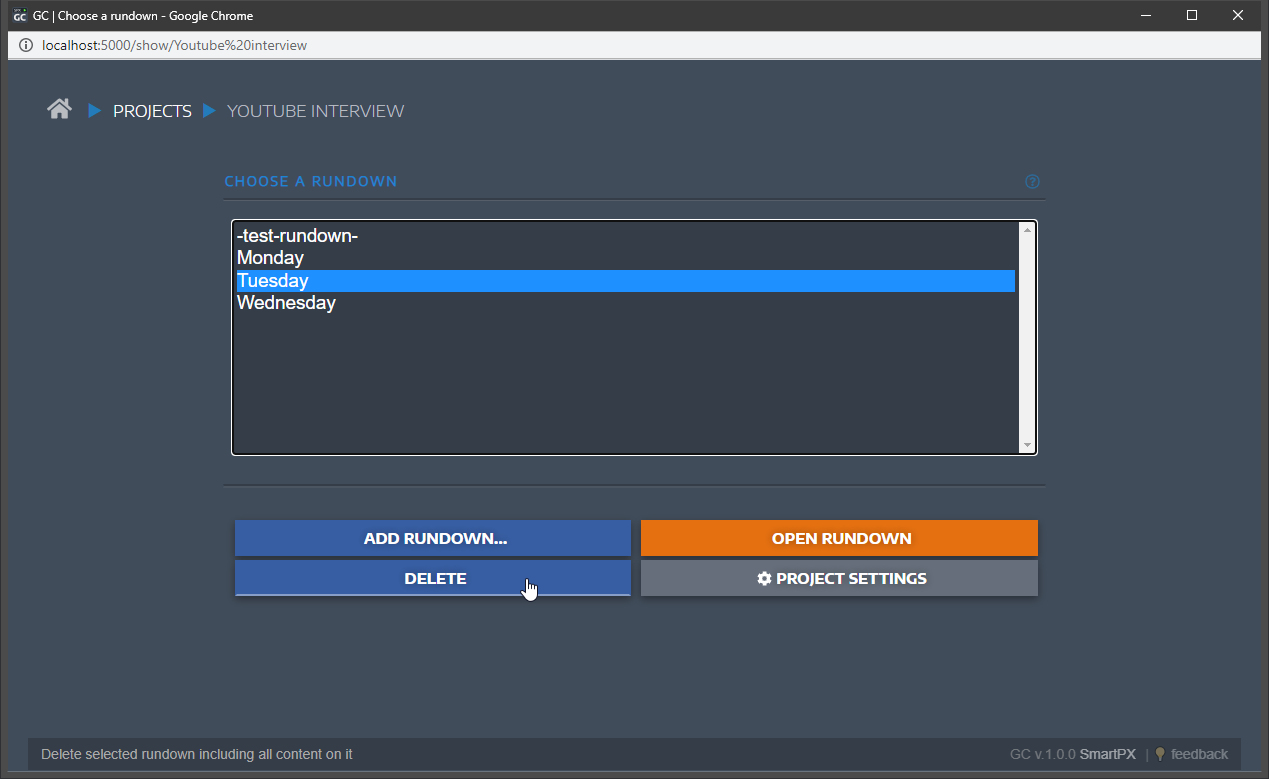 GC | Choose a rundown - Google Chrome
localhost:5000/show/Youtube%20interview
PROJECTS YOUTUBE INTERVIEW
CHOOSE A RUNDOWN
-test-rundown-
Monday
Tuesday
Wednesday
ADD RUNDOWN... OPEN RUNDOWN
DELETE PROJECT SETTINGS
Delete selected rundown including all content on it GC v.1.0.0 SmartPX | feedback